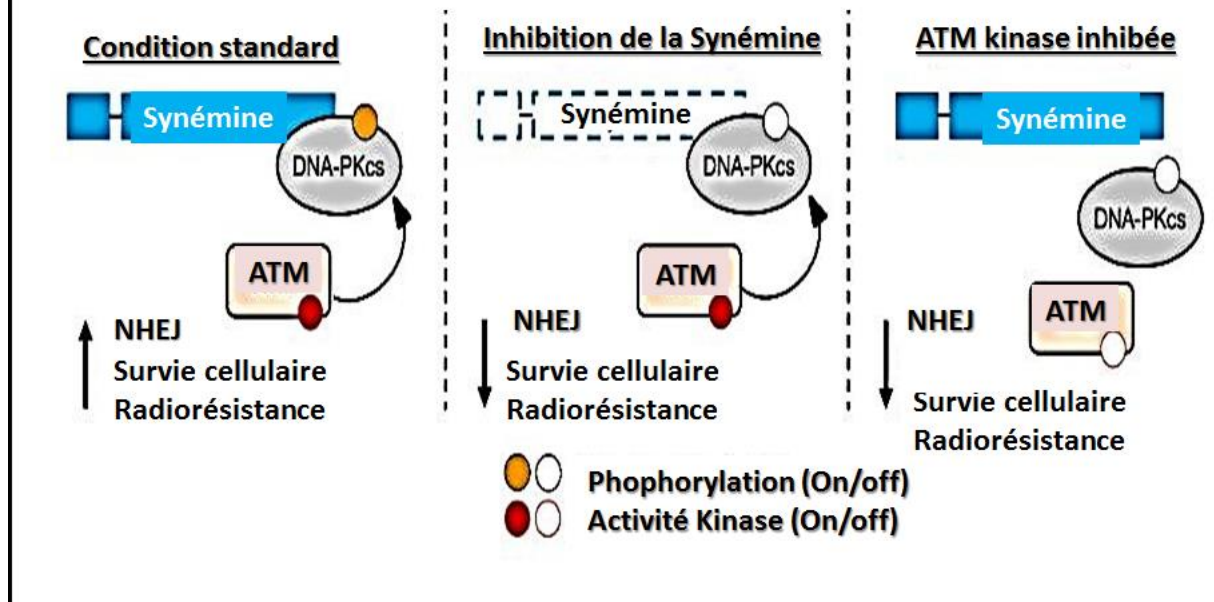 Condition standard
Synémine
DNA-PKcs
ATM
NHEJ
Survie cellulaire
Radiorésistance
Inhibition de la Synémine
Synémine
DNA-PKcs
ATM
NHEJ
Survie cellulaire
Radiorésistance
ATM kinase inhibée
Synémine
DNA-PKcs
ATM
NHEJ
Survie cellulaire
Radiorésistance
Phophorylation (On/off)
Activité Kinase (On/off)